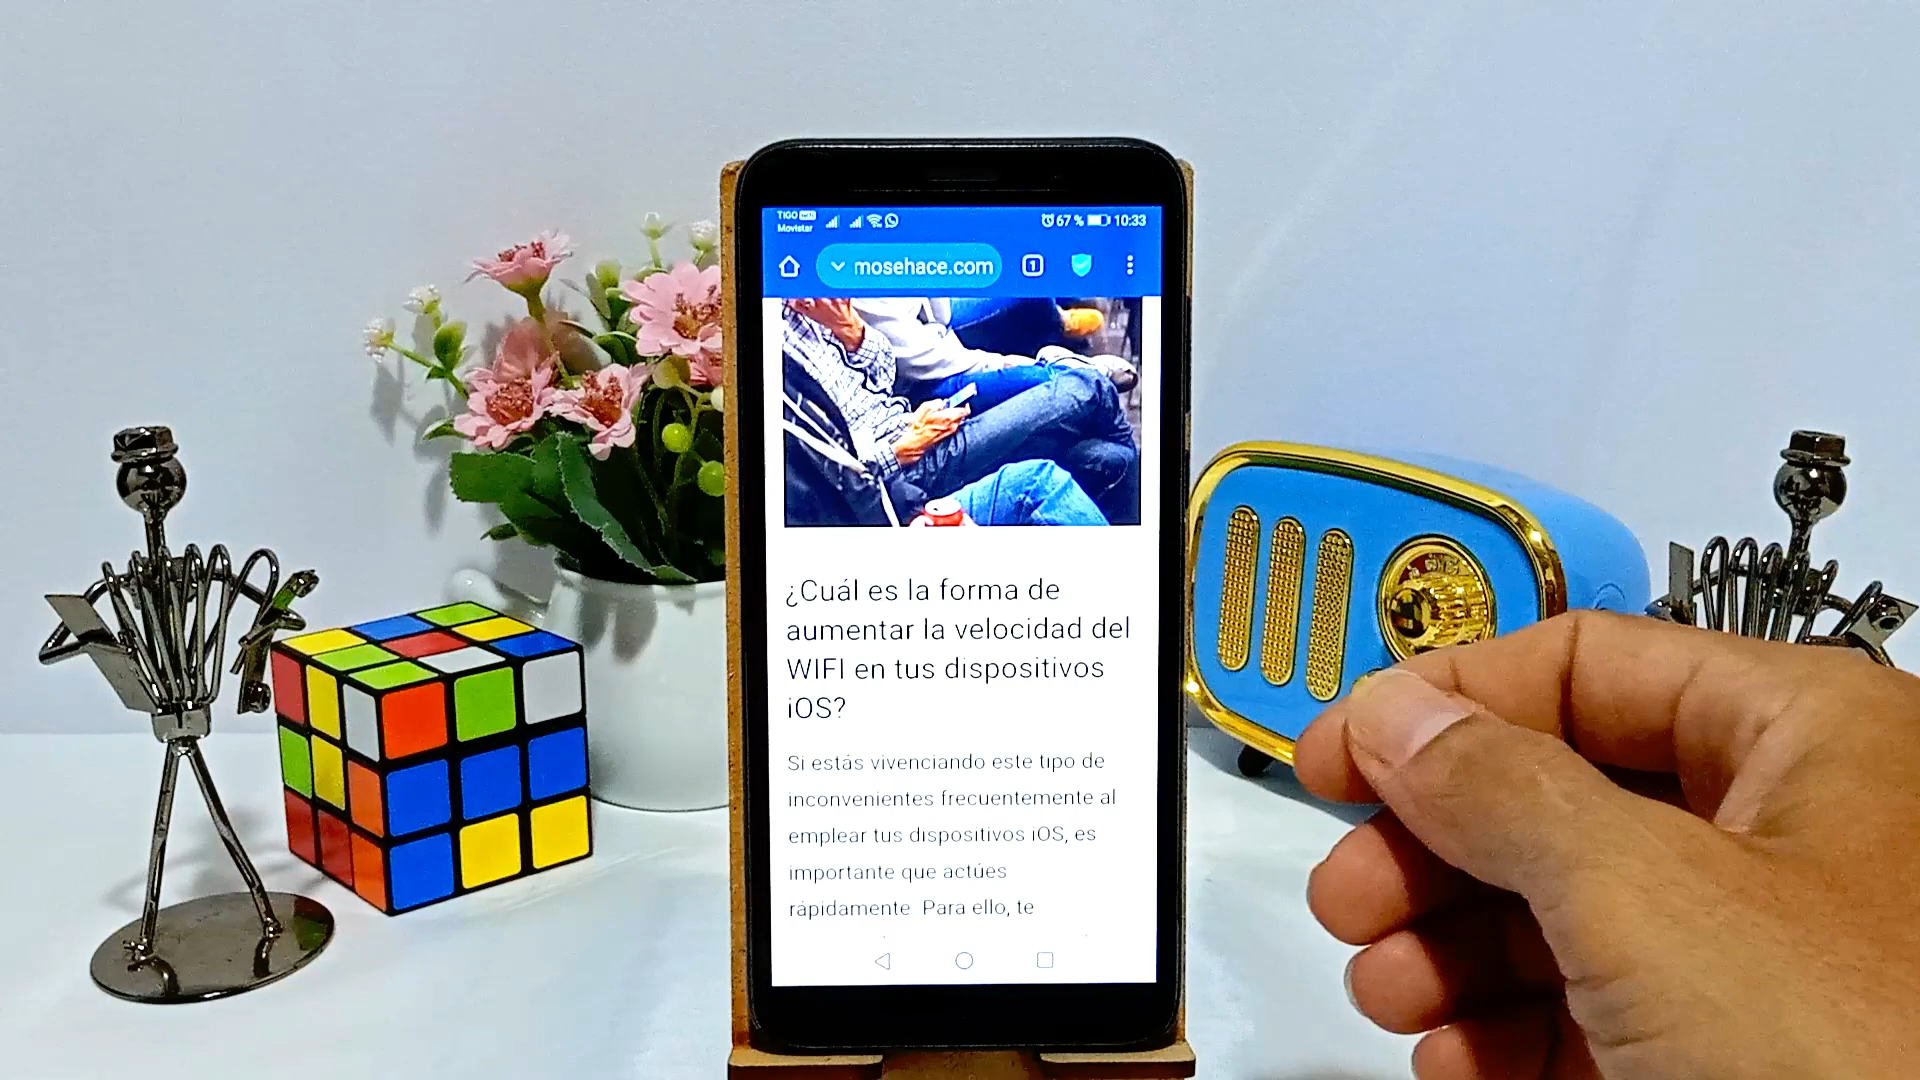 TIGO VoLTE
Movistar
67 % 10:33
mosehace.com
1
¿Cuál es la forma de
aumentar la velocidad del
WIFI en tus dispositivos
iOS?
Si estás vivenciando este tipo de
inconvenientes frecuentemente al
emplear tus dispositivos iOS, es
importante que actúes
rápidamente. Para ello, te